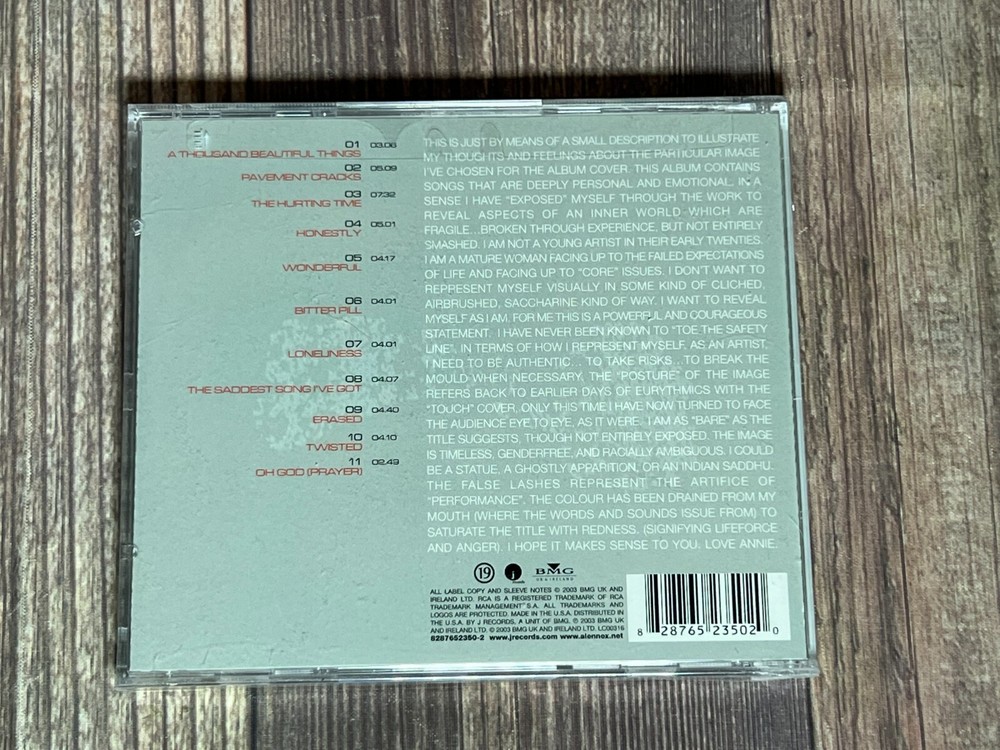 01 03.06
A THOUSAND BEAUTIFUL THINGS
02 05.09
PAVEMENT CRACKS
03 07.32
THE HURTING TIME
04 05.01
HONESTLY
05 04.17
WONDERFUL
06 04.01
BITTER PILL
07 04.01
LONELINESS
08 04.07
THE SADDEST SONG I'VE GOT
09 04.40
ERASED
10 04.10
TWISTED
11 02.49
OH GOD (PRAYER)
THIS IS JUST BY MEANS OF A SMALL DESCRIPTION TO ILLUSTRATE
MY THOUGHTS AND FEELINGS ABOUT THE PARTICULAR IMAGE
I'VE CHOSEN FOR THE ALBUM COVER. THIS ALBUM CONTAINS
SONGS THAT ARE DEEPLY PERSONAL AND EMOTIONAL. IN A
SENSE I HAVE "EXPOSED" MYSELF THROUGH THE WORK TO
REVEAL ASPECTS OF AN INNER WORLD WHICH ARE
FRAGILE...BROKEN THROUGH EXPERIENCE, BUT NOT ENTIRELY
SMASHED. I AM NOT A YOUNG ARTIST IN THEIR EARLY TWENTIES.
I AM A MATURE WOMAN FACING UP TO THE FAILED EXPECTATIONS
OF LIFE AND FACING UP TO "CORE" ISSUES. I DON'T WANT TO
REPRESENT MYSELF VISUALLY IN SOME KIND OF CLICHED,
AIRBRUSHED, SACCHARINE KIND OF WAY. I WANT TO REVEAL
MYSELF AS I AM. FOR ME THIS IS A POWERFUL AND COURAGEOUS
STATEMENT. I HAVE NEVER BEEN KNOWN TO "TOE THE SAFETY
LINE", IN TERMS OF HOW I REPRESENT MYSELF. AS AN ARTIST,
I NEED TO BE AUTHENTIC... TO TAKE RISKS.. TO BREAK THE
MOULD WHEN NECESSARY. THE "POSTURE" OF THE IMAGE
REFERS BACK TO EARLIER DAYS OF EURYTHMICS WITH THE
"TOUCH" COVER, ONLY THIS TIME I HAVE NOW TURNED TO FACE
THE AUDIENCE EYE TO EYE, AS IT WERE. I AM AS "BARE" AS THE
TITLE SUGGESTS, THOUGH NOT ENTIRELY EXPOSED. THE IMAGE
IS TIMELESS, GENDERFREE, AND RACIALLY AMBIGUOUS. I COULD
BE A STATUE, A GHOSTLY APPARITION, OR AN INDIAN SADDHU.
THE FALSE LASHES REPRESENT THE ARTIFICE OF
"PERFORMANCE". THE COLOUR HAS BEEN DRAINED FROM MY
MOUTH (WHERE THE WORDS AND SOUNDS ISSUE FROM) TO
SATURATE THE TITLE WITH REDNESS. (SIGNIFYING LIFEFORCE
AND ANGER). I HOPE IT MAKES SENSE TO YOU. LOVE ANNIE.
19 j BMG
UK & IRELAND
ALL LABEL COPY AND SLEEVE NOTES ℗ 2003 BMG UK AND
IRELAND LTD. RCA IS A REGISTERED TRADEMARK OF RCA
TRADEMARK MANAGEMENT S.A. ALL TRADEMARKS AND
LOGOS ARE PROTECTED. MADE IN THE U.S.A. DISTRIBUTED IN
THE U.S.A. BY J RECORDS, A UNIT OF BMG. ℗ 2003 BMG UK
AND IRELAND LTD. © 2003 BMG UK AND IRELAND LTD. LC00316
8287652350-2 www.jrecords.com www.alennox.net
8 28765 23502 0